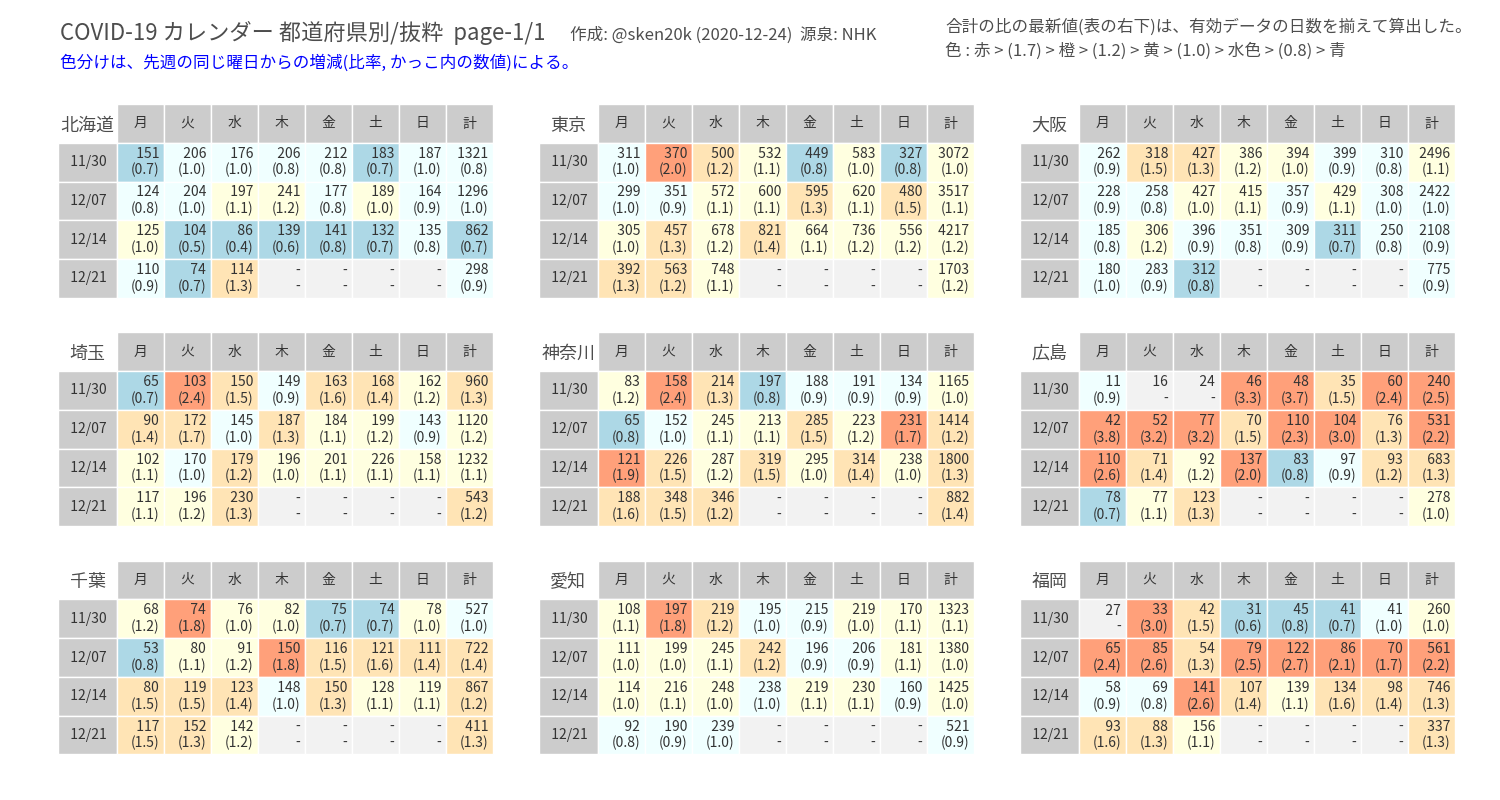 COVID-19 カレンダー 都道府県別/抜粋 page-1/1 作成: @sken20k (2020-12-24) 源泉: NHK
色分けは、先週の同じ曜日からの増減(比率, かっこ内の数値)による。
合計の比の最新値(表の右下)は、有効データの日数を揃えて算出した。
色 : 赤 > (1.7) > 橙 > (1.2) > 黄 > (1.0) > 水色 > (0.8) > 青
北海道 月 火 水 木 金 土 日 計
11/30 151 206 176 206 212 183 187 1321
(0.7) (1.0) (1.0) (0.8) (0.8) (0.7) (1.0) (0.8)
12/07 124 204 197 241 177 189 164 1296
(0.8) (1.0) (1.1) (1.2) (0.8) (1.0) (0.9) (1.0)
12/14 125 104 86 139 141 132 135 862
(1.0) (0.5) (0.4) (0.6) (0.8) (0.7) (0.8) (0.7)
12/21 110 74 114 - - - - 298
(0.9) (0.7) (1.3) - - - - (0.9)
東京 月 火 水 木 金 土 日 計
11/30 311 370 500 532 449 583 327 3072
(1.0) (2.0) (1.2) (1.1) (0.8) (1.0) (0.8) (1.0)
12/07 299 351 572 600 595 620 480 3517
(1.0) (0.9) (1.1) (1.1) (1.3) (1.1) (1.5) (1.1)
12/14 305 457 678 821 664 736 556 4217
(1.0) (1.3) (1.2) (1.4) (1.1) (1.2) (1.2) (1.2)
12/21 392 563 748 - - - - 1703
(1.3) (1.2) (1.1) - - - - (1.2)
大阪 月 火 水 木 金 土 日 計
11/30 262 318 427 386 394 399 310 2496
(0.9) (1.5) (1.3) (1.2) (1.0) (0.9) (0.8) (1.1)
12/07 228 258 427 415 357 429 308 2422
(0.9) (0.8) (1.0) (1.1) (0.9) (1.1) (1.0) (1.0)
12/14 185 306 396 351 309 311 250 2108
(0.8) (1.2) (0.9) (0.8) (0.9) (0.7) (0.8) (0.9)
12/21 180 283 312 - - - - 775
(1.0) (0.9) (0.8) - - - - (0.9)
埼玉 月 火 水 木 金 土 日 計
11/30 65 103 150 149 163 168 162 960
(0.7) (2.4) (1.5) (0.9) (1.6) (1.4) (1.2) (1.3)
12/07 90 172 145 187 184 199 143 1120
(1.4) (1.7) (1.0) (1.3) (1.1) (1.2) (0.9) (1.2)
12/14 102 170 179 196 201 226 158 1232
(1.1) (1.0) (1.2) (1.0) (1.1) (1.1) (1.1) (1.1)
12/21 117 196 230 - - - - 543
(1.1) (1.2) (1.3) - - - - (1.2)
神奈川 月 火 水 木 金 土 日 計
11/30 83 158 214 197 188 191 134 1165
(1.2) (2.4) (1.3) (0.8) (0.9) (0.9) (0.9) (1.0)
12/07 65 152 245 213 285 223 231 1414
(0.8) (1.0) (1.1) (1.1) (1.5) (1.2) (1.7) (1.2)
12/14 121 226 287 319 295 314 238 1800
(1.9) (1.5) (1.2) (1.5) (1.0) (1.4) (1.0) (1.3)
12/21 188 348 346 - - - - 882
(1.6) (1.5) (1.2) - - - - (1.4)
広島 月 火 水 木 金 土 日 計
11/30 11 16 24 46 48 35 60 240
(0.9) - - (3.3) (3.7) (1.5) (2.4) (2.5)
12/07 42 52 77 70 110 104 76 531
(3.8) (3.2) (3.2) (1.5) (2.3) (3.0) (1.3) (2.2)
12/14 110 71 92 137 83 97 93 683
(2.6) (1.4) (1.2) (2.0) (0.8) (0.9) (1.2) (1.3)
12/21 78 77 123 - - - - 278
(0.7) (1.1) (1.3) - - - - (1.0)
千葉 月 火 水 木 金 土 日 計
11/30 68 74 76 82 75 74 78 527
(1.2) (1.8) (1.0) (1.0) (0.7) (0.7) (1.0) (1.0)
12/07 53 80 91 150 116 121 111 722
(0.8) (1.1) (1.2) (1.8) (1.5) (1.6) (1.4) (1.4)
12/14 80 119 123 148 150 128 119 867
(1.5) (1.5) (1.4) (1.0) (1.3) (1.1) (1.1) (1.2)
12/21 117 152 142 - - - - 411
(1.5) (1.3) (1.2) - - - - (1.3)
愛知 月 火 水 木 金 土 日 計
11/30 108 197 219 195 215 219 170 1323
(1.1) (1.8) (1.2) (1.0) (0.9) (1.0) (1.1) (1.1)
12/07 111 199 245 242 196 206 181 1380
(1.0) (1.0) (1.1) (1.2) (0.9) (0.9) (1.1) (1.0)
12/14 114 216 248 238 219 230 160 1425
(1.0) (1.1) (1.0) (1.0) (1.1) (1.1) (0.9) (1.0)
12/21 92 190 239 - - - - 521
(0.8) (0.9) (1.0) - - - - (0.9)
福岡 月 火 水 木 金 土 日 計
11/30 27 33 42 31 45 41 41 260
- (3.0) (1.5) (0.6) (0.8) (0.7) (1.0) (1.0)
12/07 65 85 54 79 122 86 70 561
(2.4) (2.6) (1.3) (2.5) (2.7) (2.1) (1.7) (2.2)
12/14 58 69 141 107 139 134 98 746
(0.9) (0.8) (2.6) (1.4) (1.1) (1.6) (1.4) (1.3)
12/21 93 88 156 - - - - 337
(1.6) (1.3) (1.1) - - - - (1.3)